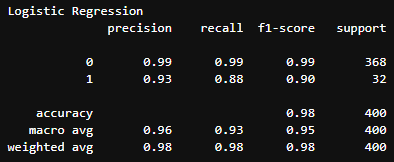 Logistic Regression
precision recall f1-score support
0 0.99 0.99 0.99 368
1 0.93 0.88 0.90 32
accuracy 0.98 400
macro avg 0.96 0.93 0.95 400
weighted avg 0.98 0.98 0.98 400